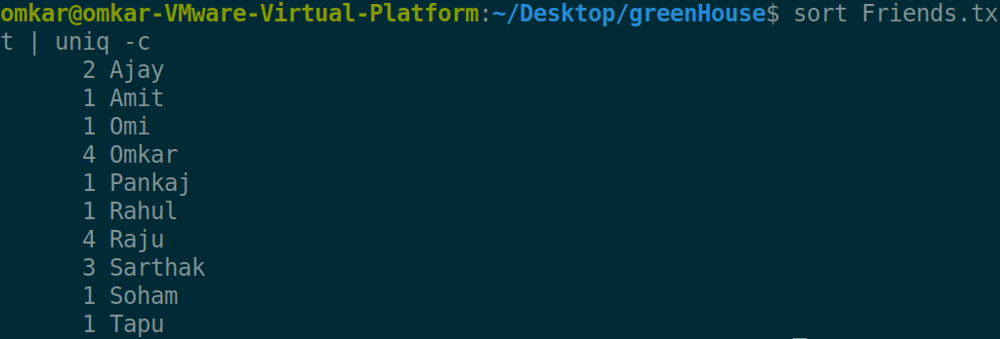 omkar@omkar-VMware-Virtual-Platform:~/Desktop/greenHouse$ sort Friends.tx
t | uniq -c
2 Ajay
1 Amit
1 Omi
4 Omkar
1 Pankaj
1 Rahul
4 Raju
3 Sarthak
1 Soham
1 Tapu